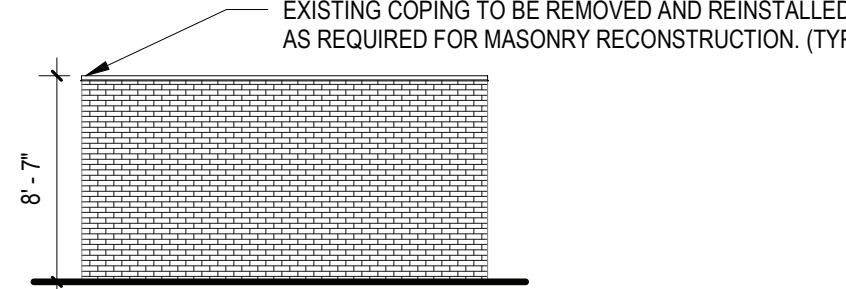 EXISTING COPING TO BE REMOVED AND REINSTALLED
AS REQUIRED FOR MASONRY RECONSTRUCTION. (TYP
8' - 7"